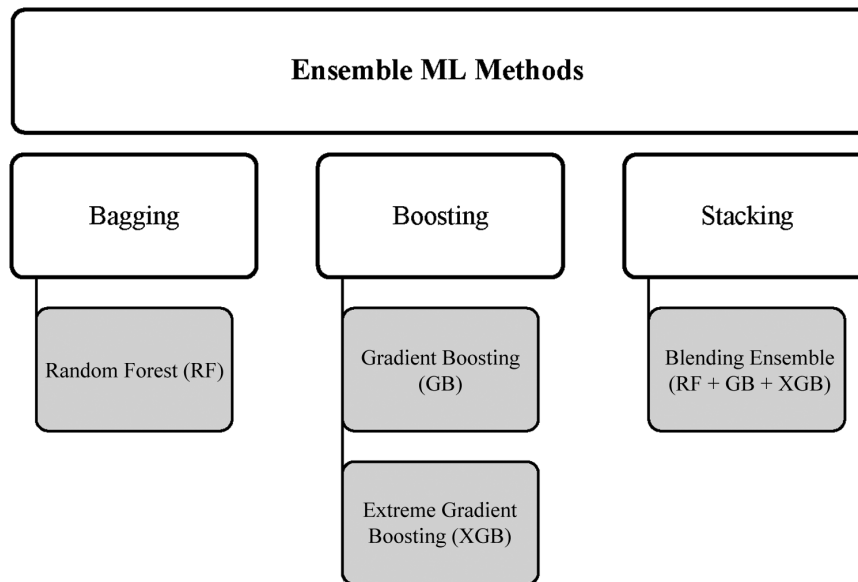 Ensemble ML Methods
Bagging
Boosting
Stacking
Random Forest (RF)
Gradient Boosting
(GB)
Blending Ensemble
(RF + GB + XGB)
Extreme Gradient
Boosting (XGB)